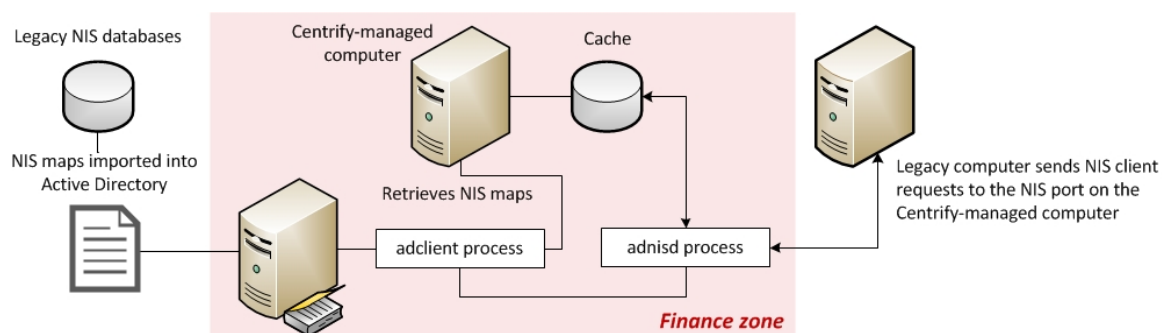 Legacy NIS databases
NIS maps imported into
Active Directory
Centrify-managed
computer
Cache
Retrieves NIS maps
adclient process
adnisd process
Legacy computer sends NIS client
requests to the NIS port on the
Centrify-managed computer
Finance zone